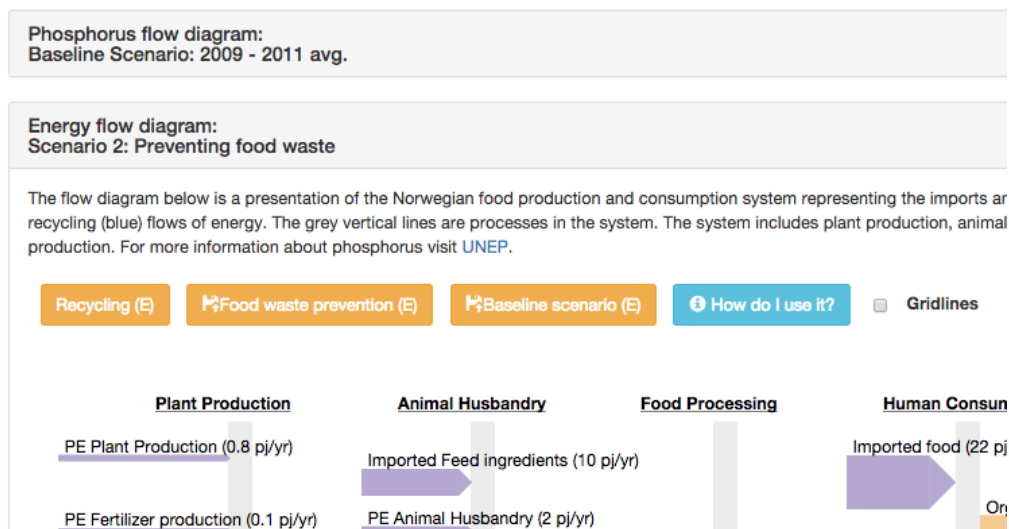 Phosphorus flow diagram:
Baseline Scenario: 2009 - 2011 avg.
Energy flow diagram:
Scenario 2: Preventing food waste
The flow diagram below is a presentation of the Norwegian food production and consumption system representing the imports
recycling (blue) flows of energy. The grey vertical lines are processes in the system. The system includes plant production, animal
production. For more information about phosphorus visit UNEP.
Recycling (E) Food waste prevention (E) Baseline scenario (E) How do I use it? Gridlines
Plant Production Animal Husbandry Food Processing Human Consum
PE Plant Production (0.8 pj/yr) Imported Feed ingredients (10 pj/yr) Imported food (22 pj
PE Fertilizer production (0.1 pj/yr) PE Animal Husbandry (2 pj/yr) Or